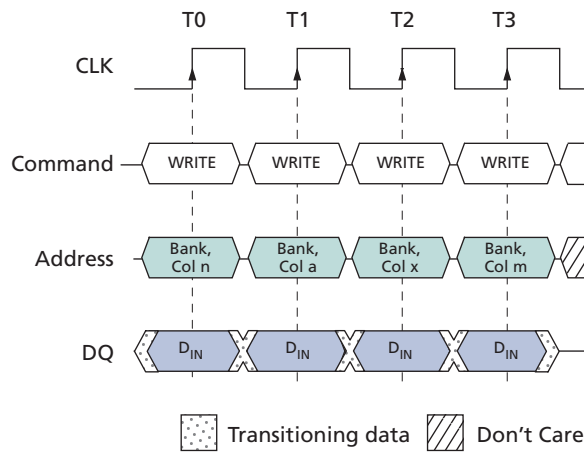 T0 T1 T2 T3
CLK
Command WRITE WRITE WRITE WRITE
Address Bank, Col n Bank, Col a Bank, Col x Bank, Col m
DQ DIN DIN DIN DIN
Transitioning data Don't Care